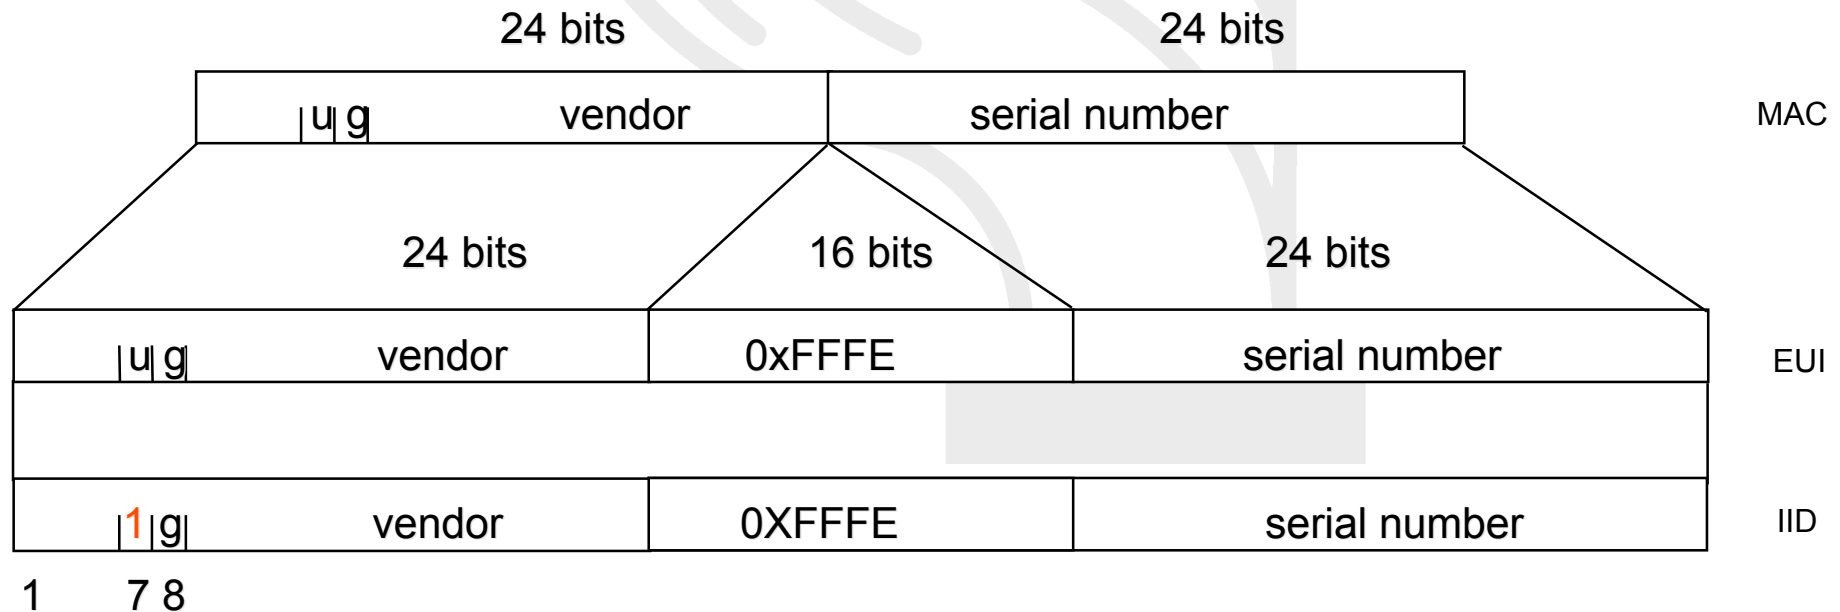 24 bits 24 bits
u g vendor serial number MAC
24 bits 16 bits 24 bits
u g vendor 0xFFFE serial number EUI
1 g vendor 0XFFFE serial number IID
1 7 8